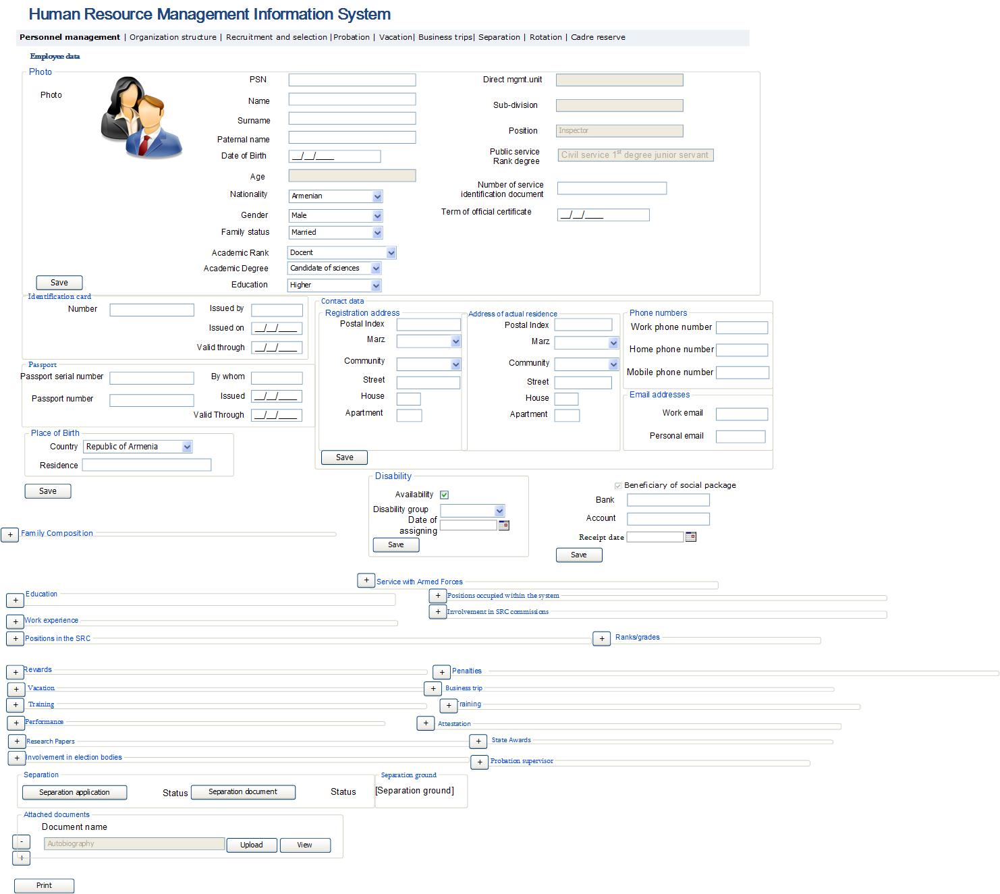 Human Resource Management Information System
Personnel management | Organization structure | Recruitment and selection |Probation | Vacation| Business trips| Separation | Rotation | Cadre reserve
Employee data
Photo
Photo
PSN
Name
Surname
Paternal name
Date of Birth __/__/____
Age
Nationality Armenian
Gender Male
Family status Married
Academic Rank Docent
Academic Degree Candidate of sciences
Education Higher
Direct mgmt.unit
Sub-division
Position Inspector
Public service
Rank degree
Civil service 1st degree junior servant
Number of service
identification document
Term of official certificate __/__/____
Save
Identification card
Number
Issued by
Issued on __/__/____
Valid through __/__/____
Passport
Passport serial number
By whom
Passport number
Issued __/__/____
Valid Through __/__/____
Place of Birth
Country Republic of Armenia
Residence
Save
Contact data
Registration address
Postal Index
Marz
Community
Street
House
Apartment
Address of actual residence
Postal Index
Marz
Community
Street
House
Apartment
Phone numbers
Work phone number
Home phone number
Mobile phone number
Email addresses
Work email
Personal email
Save
Disability
Availability
Disability group
Date of
assigning
Save
Beneficiary of social package
Bank
Account
Receipt date
Save
+ Family Composition
+ Service with Armed Forces
+ Education
+ Positions occupied within the system
+ Involvement in SRC commissions
+ Work experience
+ Positions in the SRC
+ Ranks/grades
+ Rewards
+ Penalties
+ Vacation
+ Business trip
+ Training
+ Training
+ Performance
+ Attestation
+ Research Papers
+ State Awards
+ Involvement in election bodies
+ Probation supervisor
Separation
Separation application
Status
Separation document
Status
Separation ground
[Separation ground]
Attached documents
Document name
-
Autobiography
Upload
View
+
Print